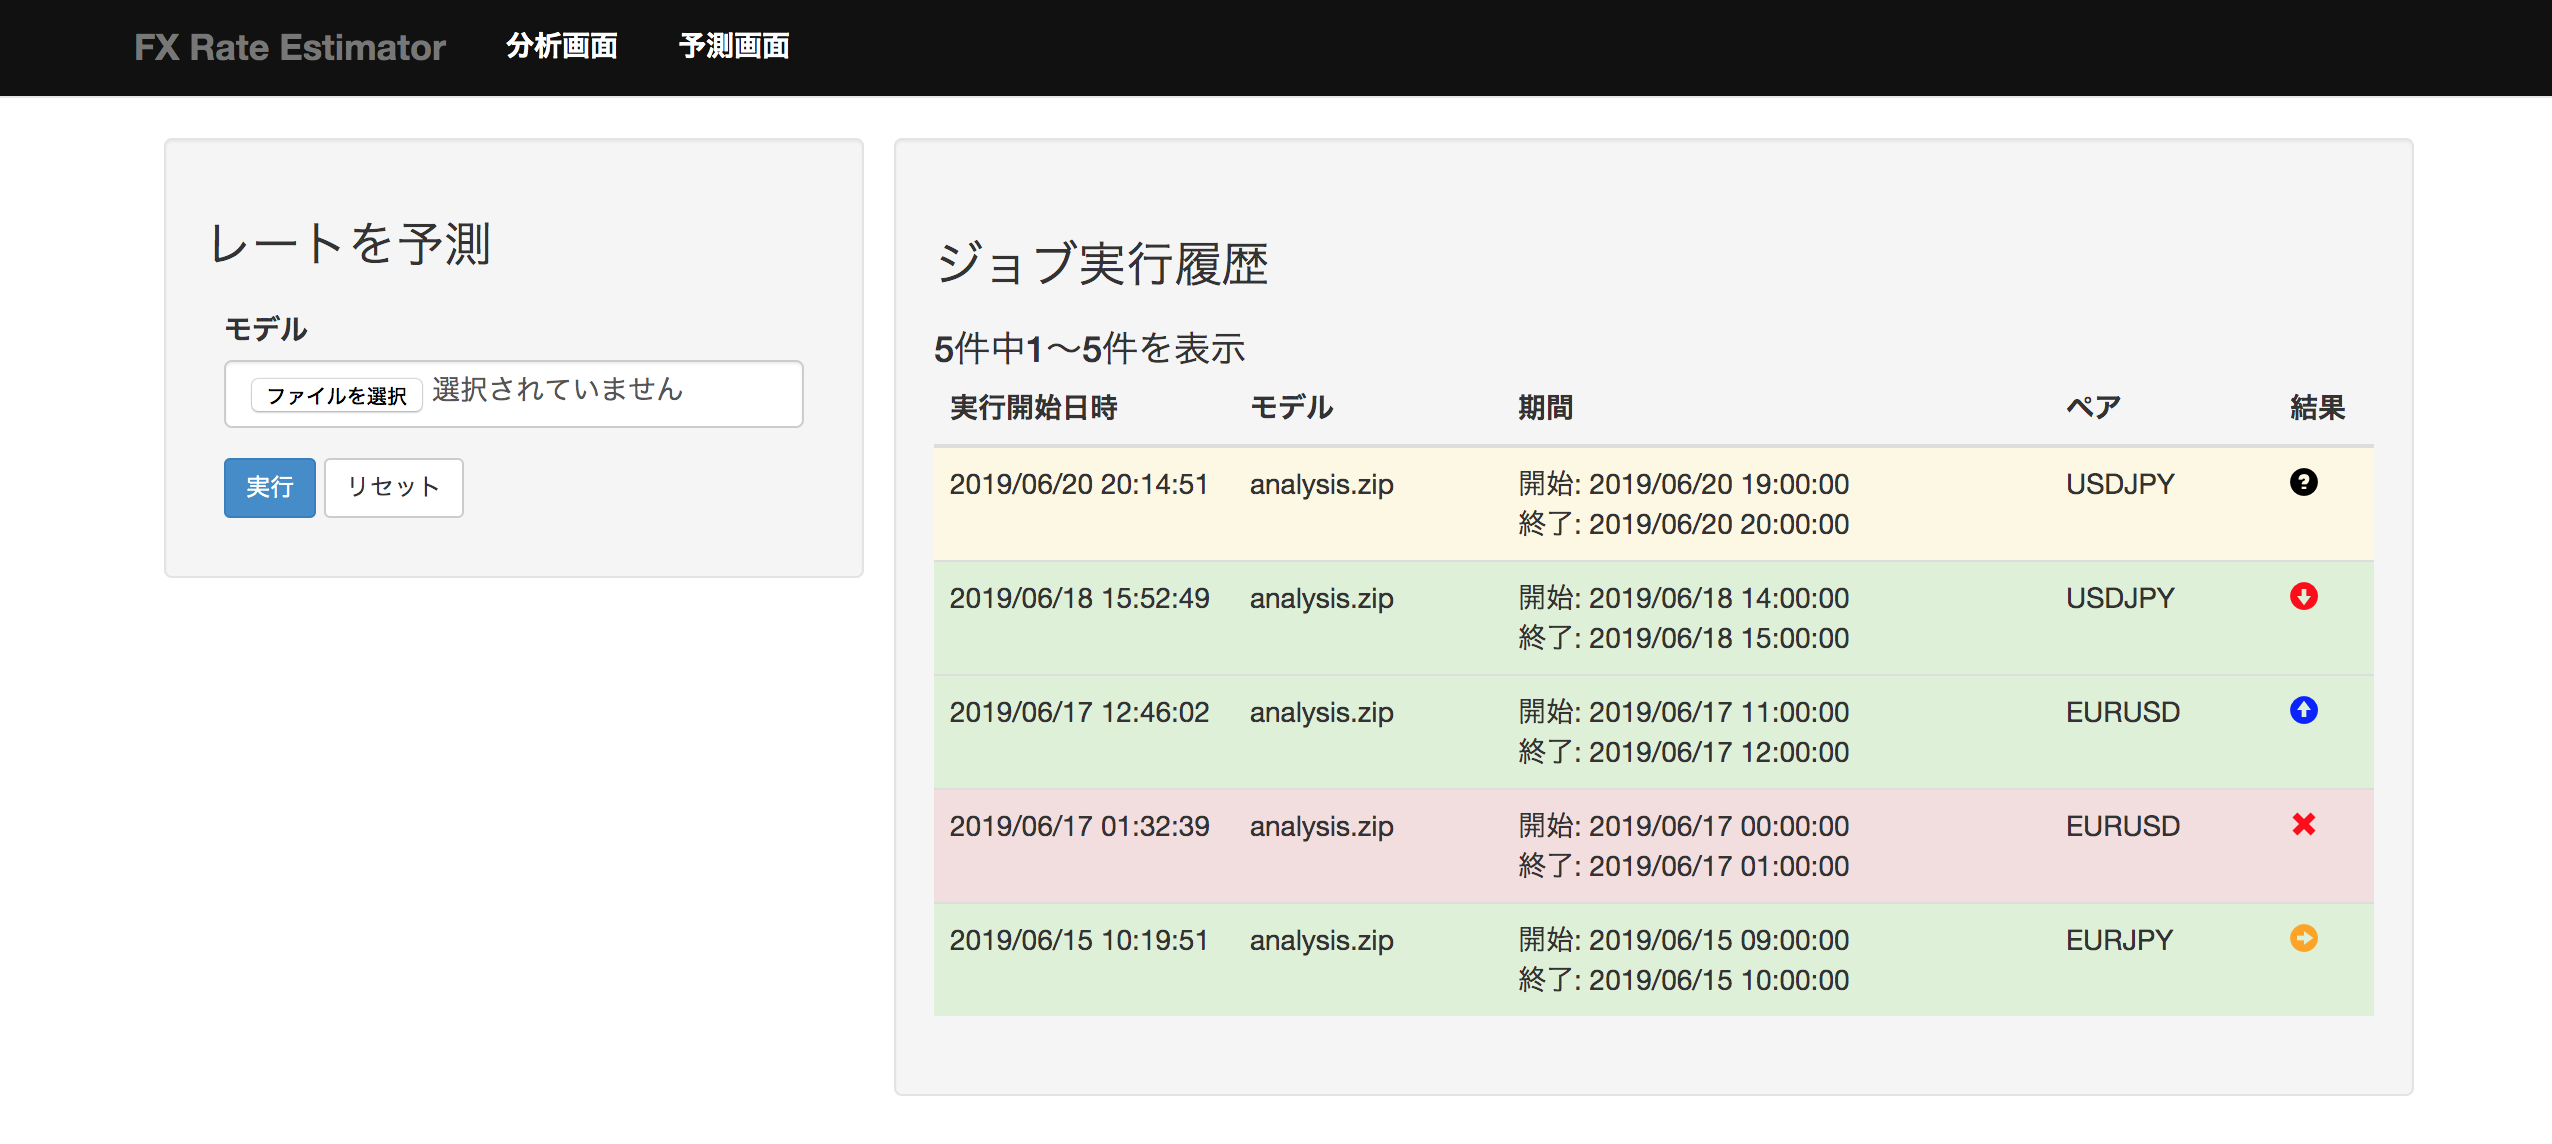 FX Rate Estimator 分析画面 予測画面
レートを予測
モデル
ファイルを選択 選択されていません
実行 リセット
ジョブ実行履歴
5件中1〜5件を表示
実行開始日時 モデル 期間 ペア 結果
2019/06/20 20:14:51 analysis.zip 開始: 2019/06/20 19:00:00 USDJPY ?
終了: 2019/06/20 20:00:00
2019/06/18 15:52:49 analysis.zip 開始: 2019/06/18 14:00:00 USDJPY
終了: 2019/06/18 15:00:00
2019/06/17 12:46:02 analysis.zip 開始: 2019/06/17 11:00:00 EURUSD
終了: 2019/06/17 12:00:00
2019/06/17 01:32:39 analysis.zip 開始: 2019/06/17 00:00:00 EURUSD
終了: 2019/06/17 01:00:00
2019/06/15 10:19:51 analysis.zip 開始: 2019/06/15 09:00:00 EURJPY
終了: 2019/06/15 10:00:00